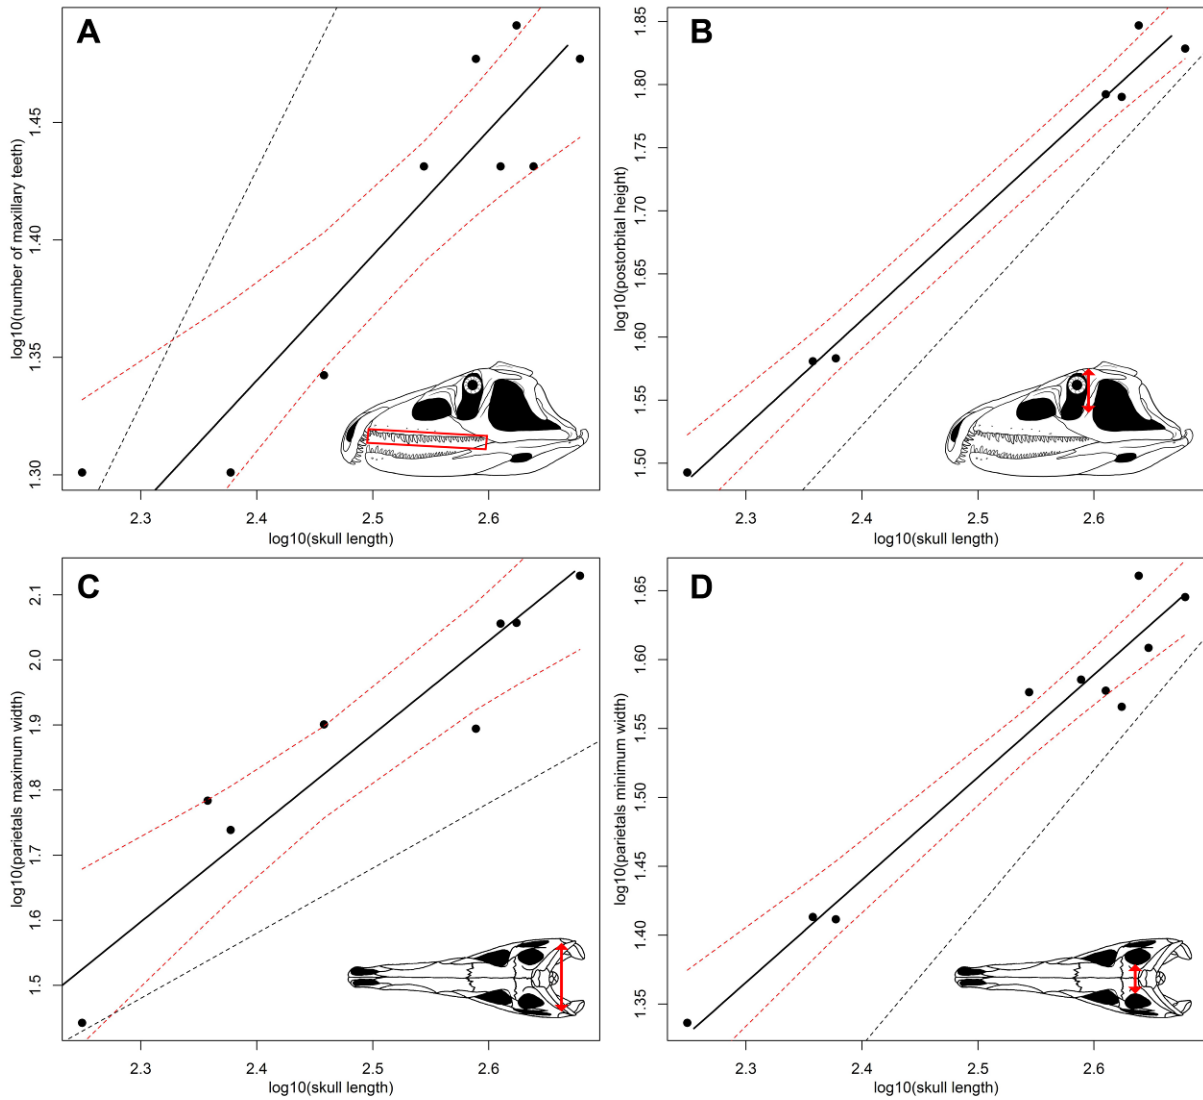 A
log10(number of maxillary teeth)
1.45
1.40
1.35
1.30
2.3 2.4 2.5 2.6
log10(skull length)
B
log10(postorbital height)
1.85
1.80
1.75
1.70
1.65
1.60
1.55
1.50
2.3 2.4 2.5 2.6
log10(skull length)
C
log10(parietals maximum width)
2.1
2.0
1.9
1.8
1.7
1.6
1.5
2.3 2.4 2.5 2.6
log10(skull length)
D
log10(parietals minimum width)
1.65
1.60
1.55
1.50
1.45
1.40
1.35
2.3 2.4 2.5 2.6
log10(skull length)